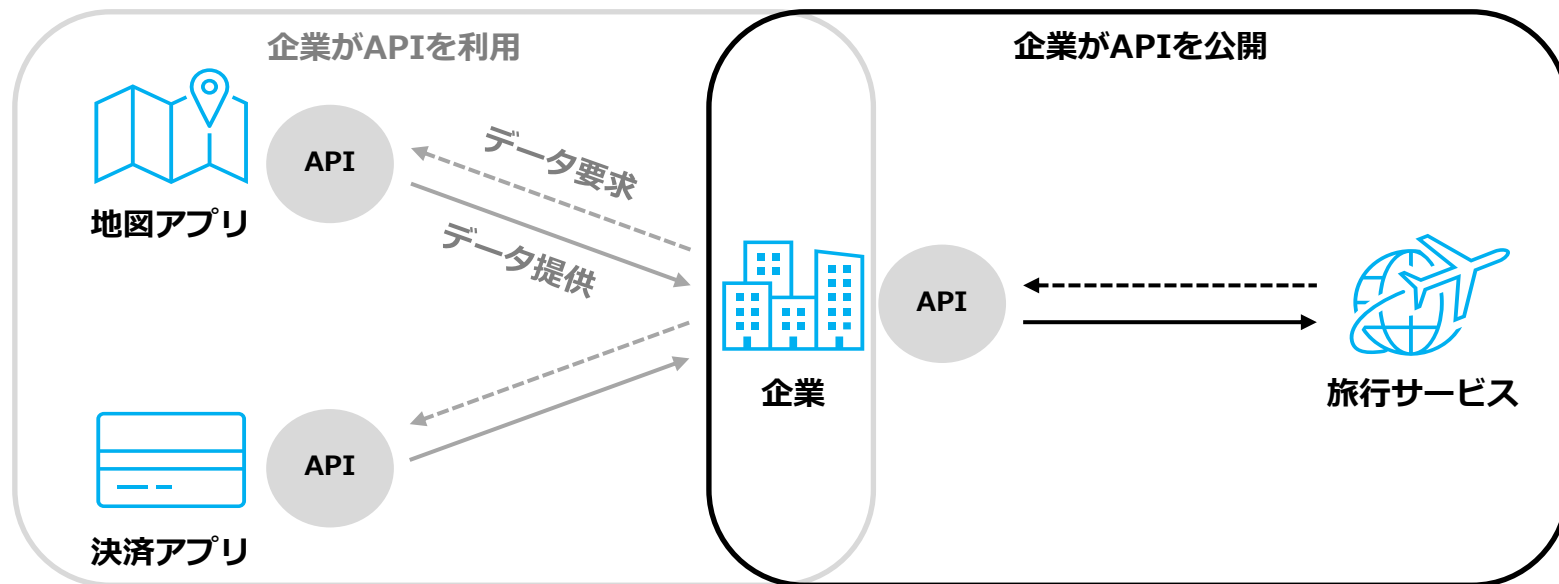 企業がAPIを利用
企業がAPIを公開
API
地図アプリ
データ要求
データ提供
API
企業
旅行サービス
API
決済アプリ